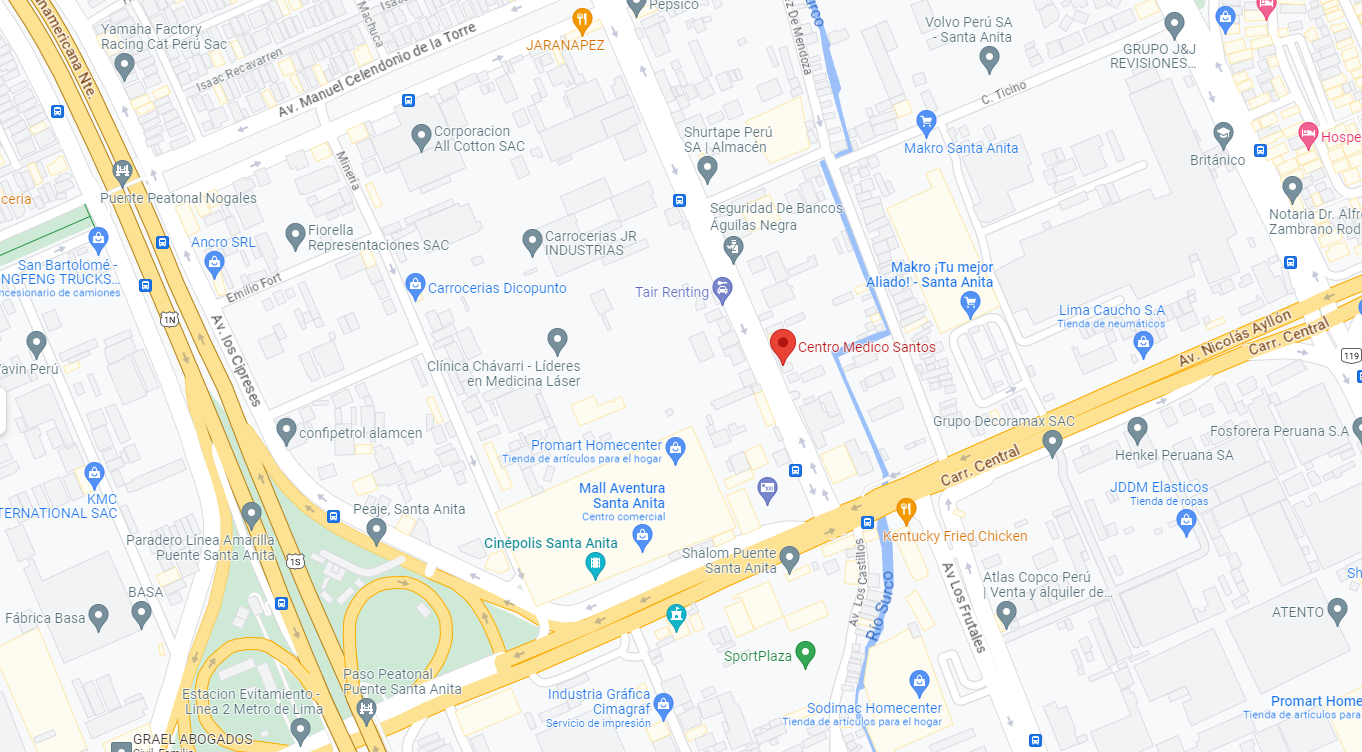 Pepsico
Yamaha Factory
Racing Cat Perú Sac
JARANAPEZ
Volvo Perú SA
- Santa Anita
GRUPO J&J
REVISIONES...
Panamericana Nte.
Isaac Recavarren
Machuca
Av. Manuel Celendonio de la Torre
C. Ticino
Corporacion
All Cotton SAC
Shurtape Perú
SA | Almacén
Makro Santa Anita
Británico
Hospe
Mineria
Puente Peatonal Nogales
ceria
Seguridad De Bancos
Águilas Negra
Notaria Dr. Alfr
Zambrano Rod
Ancro SRL
Fiorella
Representaciones SAC
Carrocerias JR
INDUSTRIAS
San Bartolomé -
NGFENG TRUCKS...
ncesionario de camiones
Emilio Fort
Carrocerias Dicopunto
Tair Renting
Makro ¡Tu mejor
Aliado! - Santa Anita
Lima Caucho S.A
Tienda de neumáticos
Av. Nicolás Ayllón
Carr. Central
1N
119
Av. los Cipreses
Centro Medico Santos
Clínica Chávarri - Líderes
en Medicina Láser
avin Perú
confipetrol alamcen
Grupo Decoramax SAC
Henkel Peruana SA
Fosforera Peruana S.A
Promart Homecenter
Tienda de artículos para el hogar
Carr. Central
KMC
TERNATIONAL SAC
Mall Aventura
Santa Anita
Centro comercial
JDDM Elasticos
Tienda de ropas
Peaje, Santa Anita
Kentucky Fried Chicken
Paradero Línea Amarilla
Puente Santa Anita
Cinépolis Santa Anita
Shalom Puente
Santa Anita
1S
Av. Los Castillos
Río Surco
Av Los Frutales
Atlas Copco Perú
| Venta y alquiler de...
BASA
Fábrica Basa
ATENTO
SportPlaza
Paso Peatonal
Puente Santa Anita
Estacion Evitamiento -
Linea 2 Metro de Lima
Industria Gráfica
Cimagraf
Servicio de impresión
Sodimac Homecenter
Tienda de artículos para el hogar
Promart Home
Tienda de artículos para
GRAEL ABOGADOS